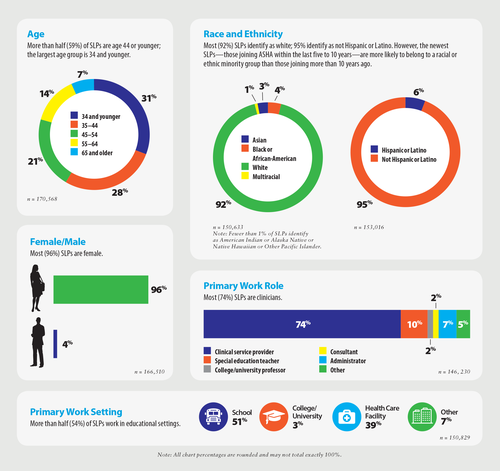 Age
More than half (59%) of SLPs are age 44 or younger;
the largest age group is 34 and younger.
7%
14%
31%
21%
28%
34 and younger
35–44
45–54
55–64
65 and older
n = 170,368
Race and Ethnicity
Most (92%) SLPs identify as white; 95% identify as not Hispanic or Latino. However, the newest
SLPs—those joining ASHA within the last five to 10 years—are more likely to belong to a racial or
ethnic minority group than those joining more than 10 years ago.
1% 3% 4%
92%
Asian
Black or
African-American
White
Multiracial
n = 150,633
Note: Fewer than 1% of SLPs identify
as American Indian or Alaska Native or
Native Hawaiian or Other Pacific Islander.
6%
95%
Hispanic or Latino
Not Hispanic or Latino
n = 153,016
Female/Male
Most (96%) SLPs are female.
96%
4%
n = 166,510
Primary Work Role
Most (74%) SLPs are clinicians.
2%
74% 10% 7% 5%
2%
Clinical service provider
Special education teacher
College/university professor
Consultant
Administrator
Other
n = 146,230
Primary Work Setting
More than half (54%) of SLPs work in educational settings.
School
51%
College/
University
3%
Health Care
Facility
39%
Other
7%
n = 150,829
Note: All chart percentages are rounded and may not total exactly 100%.